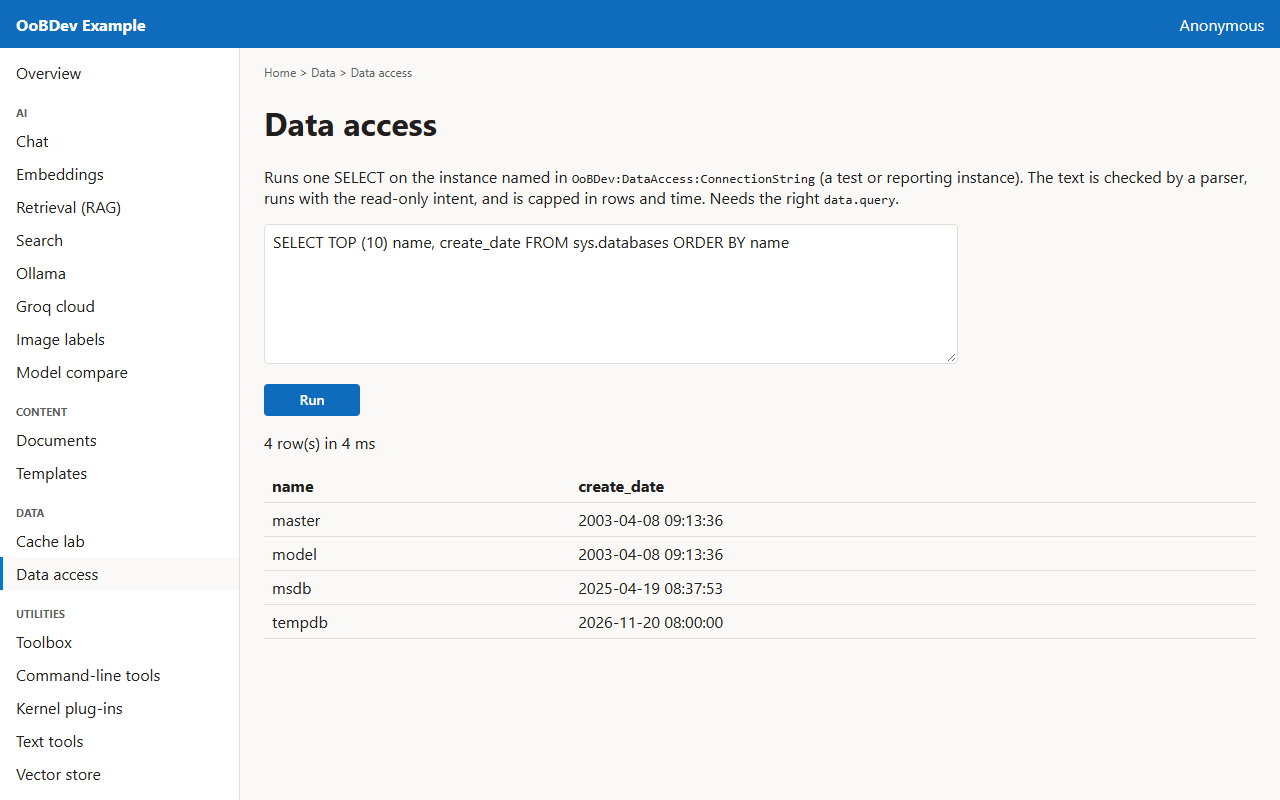 OoBDev Example
Anonymous
Overview
AI
Chat
Embeddings
Retrieval (RAG)
Search
Ollama
Groq cloud
Image labels
Model compare
CONTENT
Documents
Templates
DATA
Cache lab
Data access
UTILITIES
Toolbox
Command-line tools
Kernel plug-ins
Text tools
Vector store
Home > Data > Data access
Data access
Runs one SELECT on the instance named in OoBDev:DataAccess:ConnectionString (a test or reporting instance). The text is checked by a parser,
runs with the read-only intent, and is capped in rows and time. Needs the right data.query.
SELECT TOP (10) name, create_date FROM sys.databases ORDER BY name
Run
4 row(s) in 4 ms
name create_date
master 2003-04-08 09:13:36
model 2003-04-08 09:13:36
msdb 2025-04-19 08:37:53
tempdb 2026-11-20 08:00:00